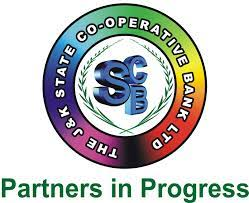 THE J&K STATE CO-OPERATIVE BANK LTD
SCB
Partners in Progress